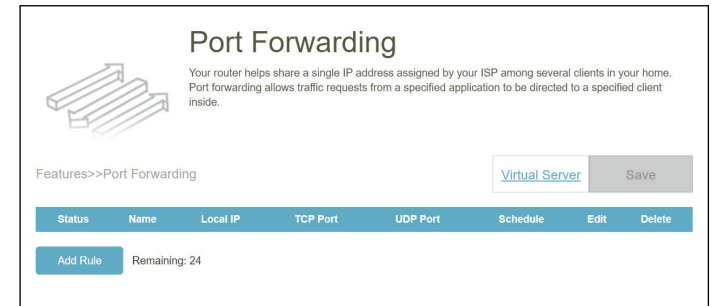 Port Forwarding
Your router helps share a single IP address assigned by your ISP among several clients in your home.
Port forwarding allows traffic requests from a specified application to be directed to a specified client
inside.
Features>>Port Forwarding
Virtual Server
Save
Status Name Local IP TCP Port UDP Port Schedule Edit Delete
Add Rule Remaining: 24